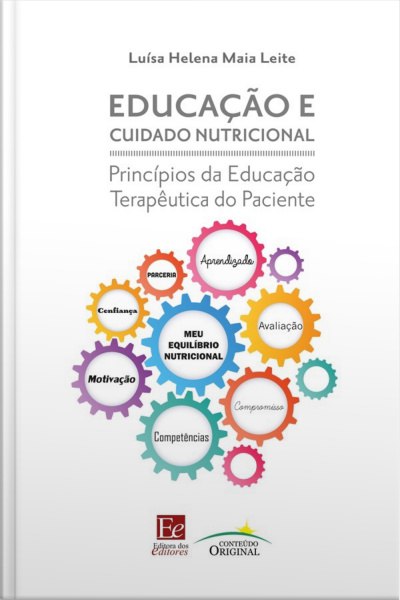 Luísa Helena Maia Leite
EDUCAÇÃO E
CUIDADO NUTRICIONAL
Princípios da Educação
Terapêutica do Paciente
Aprendizado
PARCERIA
Confiança
MEU
EQUILÍBRIO
NUTRICIONAL
Avaliação
Motivação
Compromisso
Competências
Ee
Editora dos
Editores
CONTEÚDO
ORIGINAL